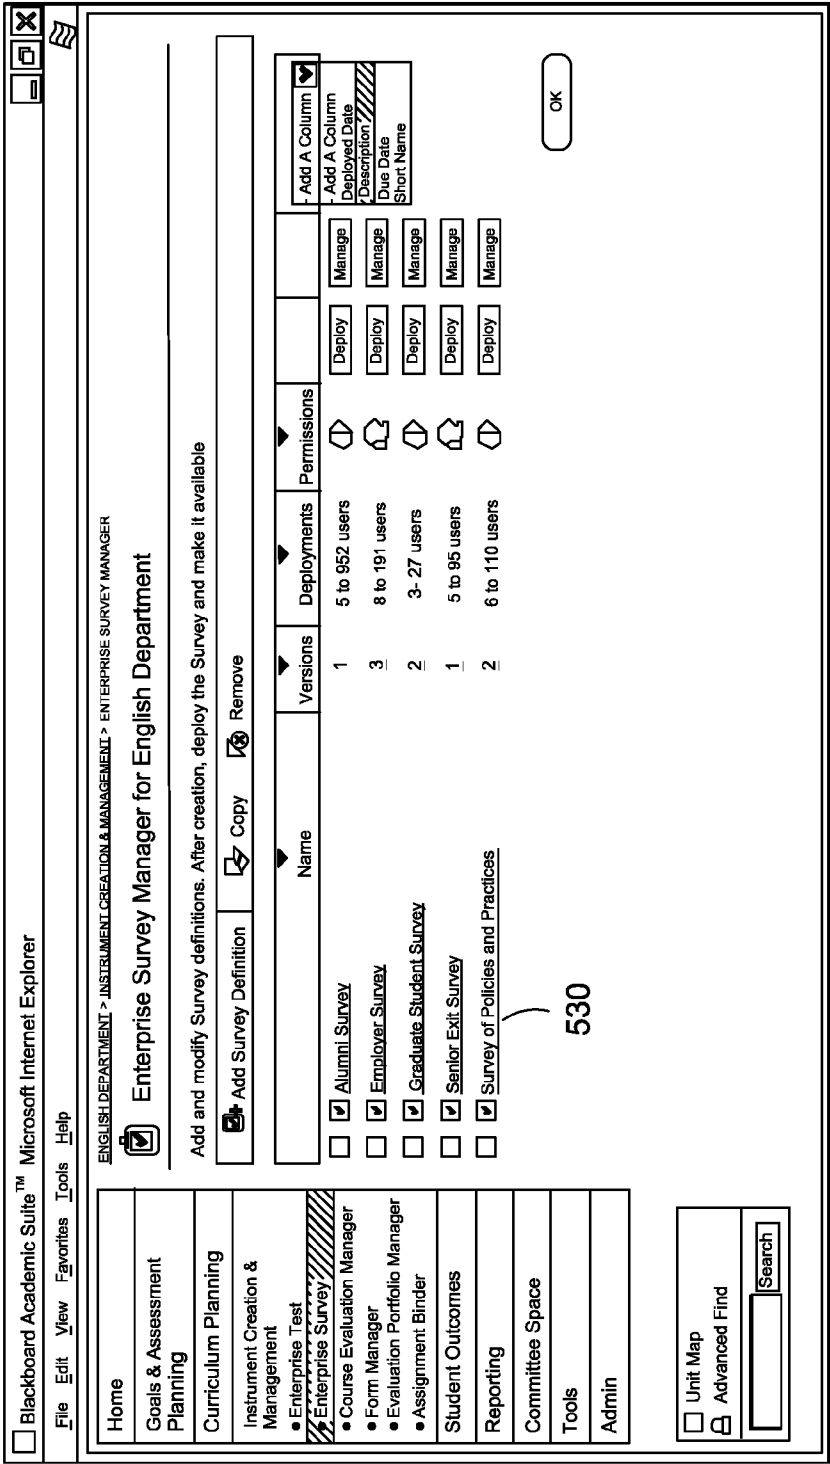 Blackboard Academic Suite™ Microsoft Internet Explorer
File Edit View Favorites Tools Help
Home
Goals & Assessment
Planning
Curriculum Planning
Instrument Creation &
Management
• Enterprise Test
• Enterprise Survey
• Course Evaluation Manager
• Form Manager
• Evaluation Portfolio Manager
• Assignment Binder
Student Outcomes
Reporting
Committee Space
Tools
Admin
Unit Map
Advanced Find
Search
ENGLISH DEPARTMENT > INSTRUMENT CREATION & MANAGEMENT > ENTERPRISE SURVEY MANAGER
Enterprise Survey Manager for English Department
Add and modify Survey definitions. After creation, deploy the Survey and make it available
Add Survey Definition Copy Remove
Name Versions Deployments Permissions - Add A Column
- Add A Column
Deployed Date
Description
Due Date
Short Name
Alumni Survey 1 5 to 952 users Deploy Manage
Employer Survey 3 8 to 191 users Deploy Manage
Graduate Student Survey 2 3- 27 users Deploy Manage
Senior Exit Survey 1 5 to 95 users Deploy Manage
Survey of Policies and Practices 2 6 to 110 users Deploy Manage
530
OK